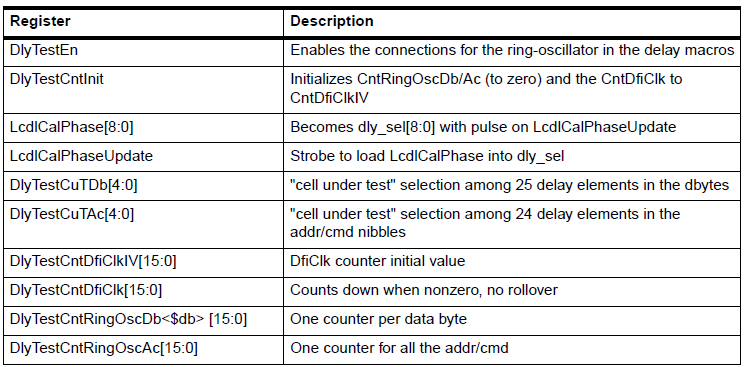 Register Description
DlyTestEn Enables the connections for the ring-oscillator in the delay macros
DlyTestCntInit Initializes CntRingOscDb/Ac (to zero) and the CntDfiClk to
CntDfiClkIV
LcdlCalPhase[8:0] Becomes dly_sel[8:0] with pulse on LcdlCalPhaseUpdate
LcdlCalPhaseUpdate Strobe to load LcdlCalPhase into dly_sel
DlyTestCuTDb[4:0] "cell under test" selection among 25 delay elements in the dbytes
DlyTestCuTAc[4:0] "cell under test" selection among 24 delay elements in the
addr/cmd nibbles
DlyTestCntDfiClkIV[15:0] DfiClk counter initial value
DlyTestCntDfiClk[15:0] Counts down when nonzero, no rollover
DlyTestCntRingOscDb<$db> [15:0] One counter per data byte
DlyTestCntRingOscAc[15:0] One counter for all the addr/cmd